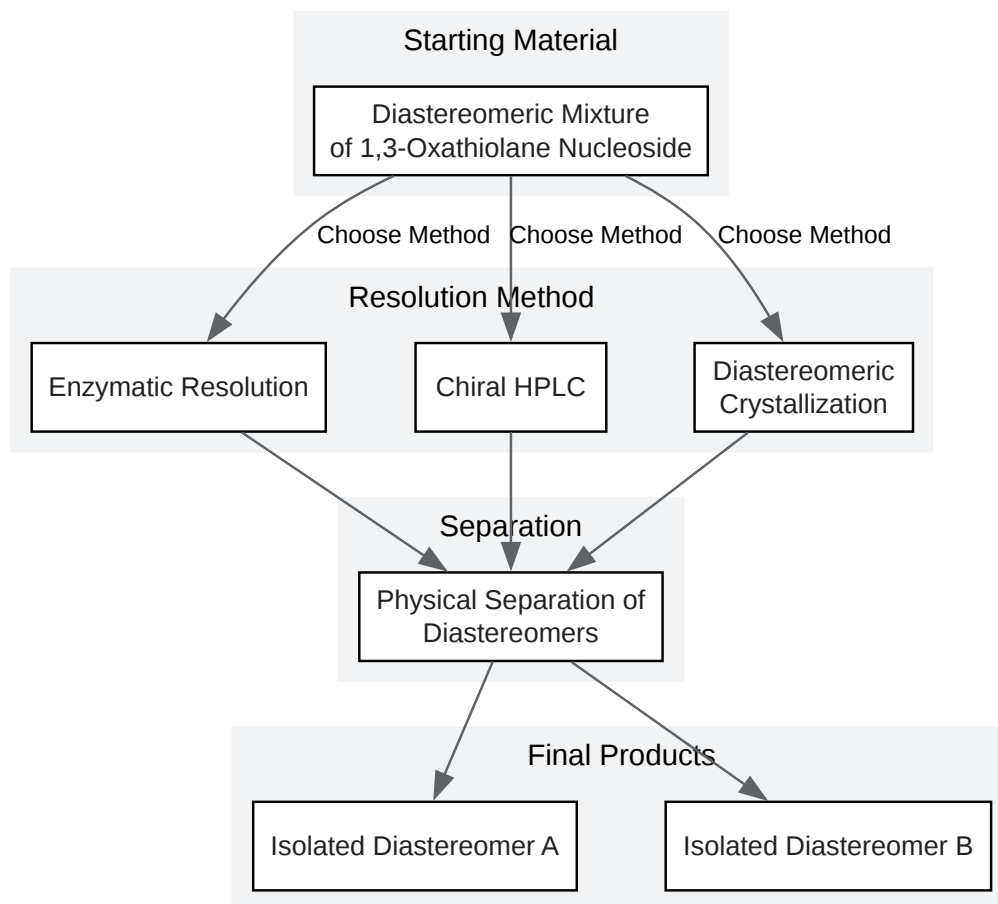 Starting Material
Diastereomeric Mixture
of 1,3-Oxathiolane Nucleoside
Choose Method
Choose Method
Choose Method
Resolution Method
Enzymatic Resolution
Chiral HPLC
Diastereomeric
Crystallization
Separation
Physical Separation of
Diastereomers
Final Products
Isolated Diastereomer A
Isolated Diastereomer B